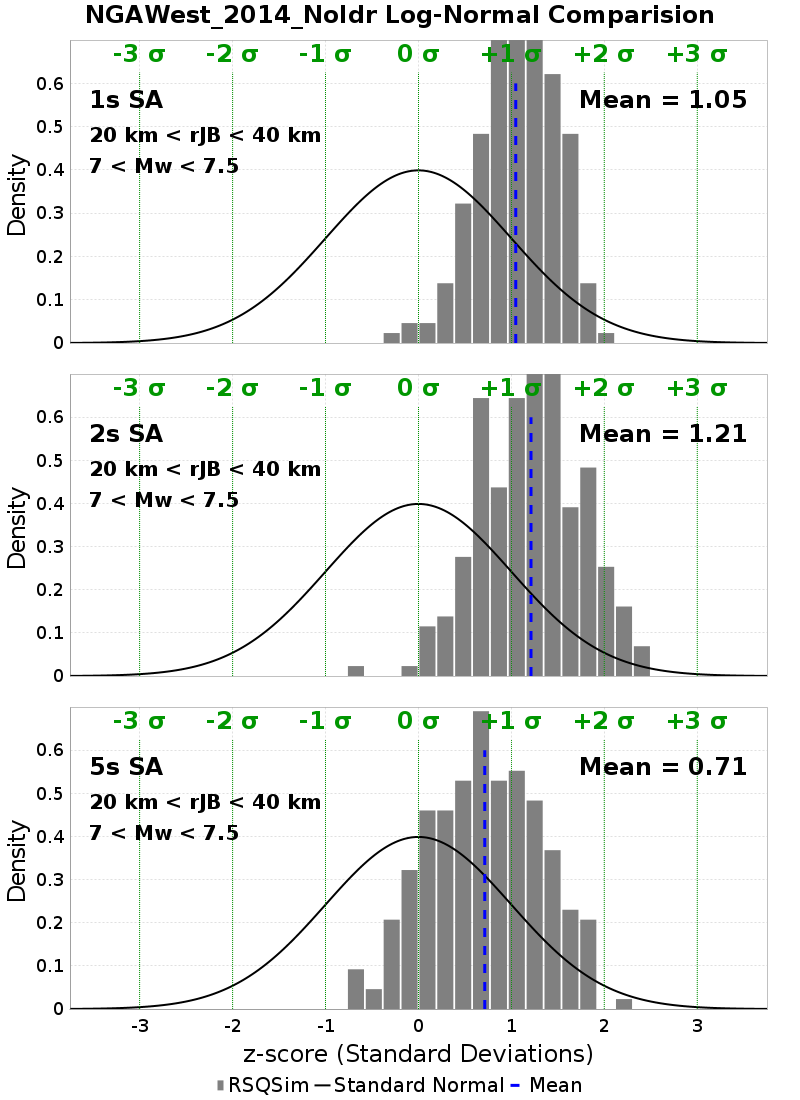 NGAWest_2014_NoIdr Log-Normal Comparision
-3 σ -2 σ -1 σ 0 σ +1 σ +2 σ +3 σ
1s SA
Mean = 1.05
20 km < rJB < 40 km
7 < Mw < 7.5
Density
0.6
0.5
0.4
0.3
0.2
0.1
0
-3 σ -2 σ -1 σ 0 σ +1 σ +2 σ +3 σ
2s SA
Mean = 1.21
20 km < rJB < 40 km
7 < Mw < 7.5
Density
0.6
0.5
0.4
0.3
0.2
0.1
0
-3 σ -2 σ -1 σ 0 σ +1 σ +2 σ +3 σ
5s SA
Mean = 0.71
20 km < rJB < 40 km
7 < Mw < 7.5
Density
0.6
0.5
0.4
0.3
0.2
0.1
0
-3 -2 -1 0 1 2 3
z-score (Standard Deviations)
RSQSim Standard Normal Mean